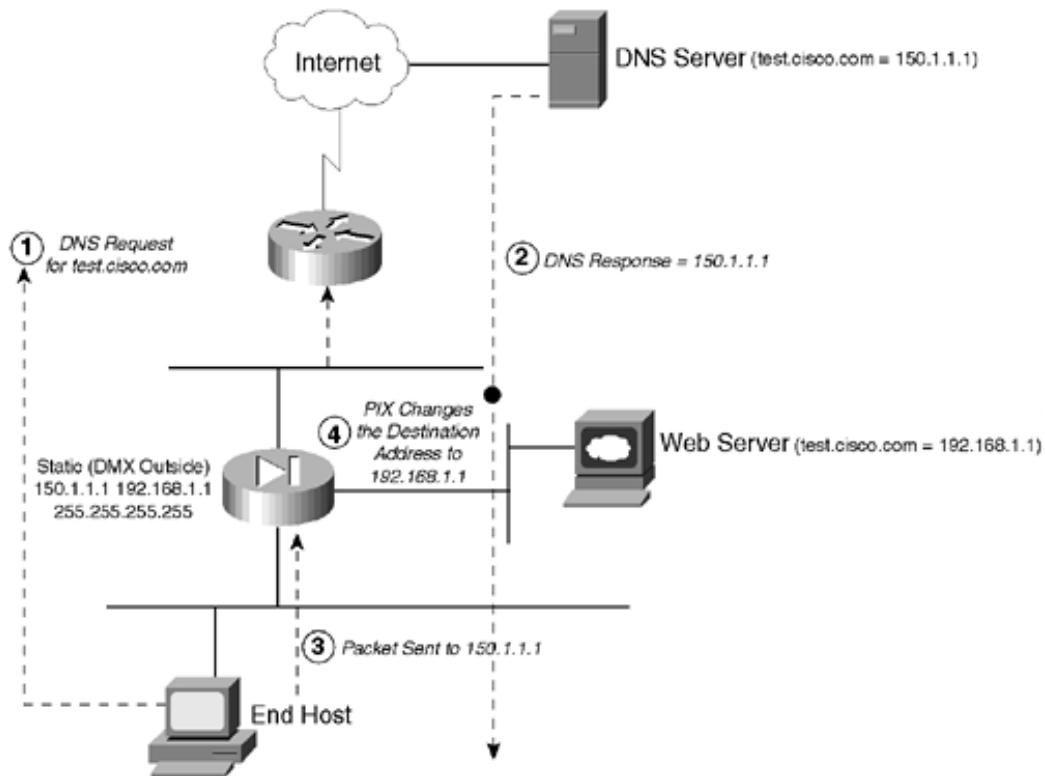 Internet
DNS Server (test.cisco.com = 150.1.1.1)
1
DNS Request
for test.cisco.com
2
DNS Response = 150.1.1.1
4
PIX Changes
the Destination
Address to
192.168.1.1
Web Server (test.cisco.com = 192.168.1.1)
Static (DMX Outside)
150.1.1.1 192.168.1.1
255.255.255.255
3
Packet Sent to 150.1.1.1
End Host